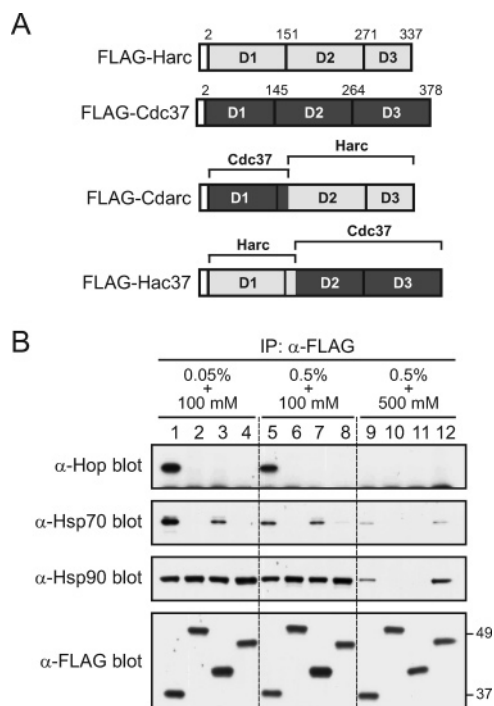 A
2 151 271 337
FLAG-Harc D1 D2 D3
2 145 264 378
FLAG-Cdc37 D1 D2 D3
Cdc37 Harc
FLAG-Cdarc D1 D2 D3
Harc Cdc37
FLAG-Hac37 D1 D2 D3
B
IP: α-FLAG
0.05% 0.5% 0.5%
+ + +
100 mM 100 mM 500 mM
1 2 3 4 5 6 7 8 9 10 11 12
α-Hop blot
α-Hsp70 blot
α-Hsp90 blot
α-FLAG blot
49
37